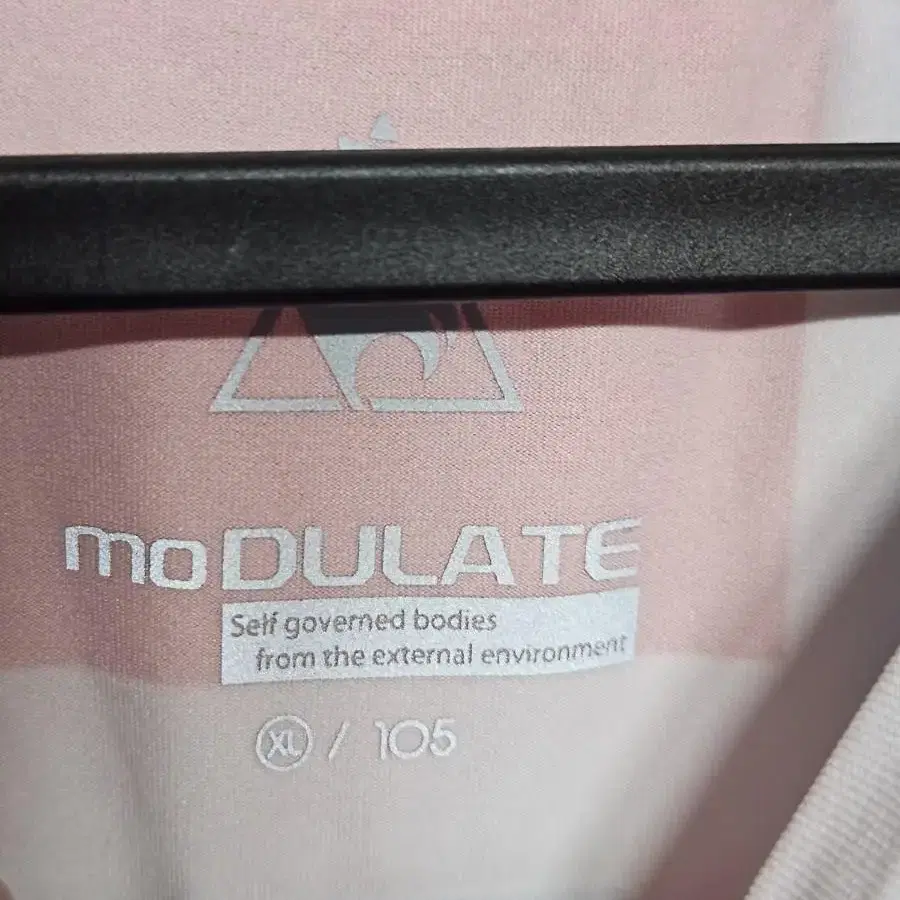 moDULATE
Self governed bodies
from the external environment
XL / 105